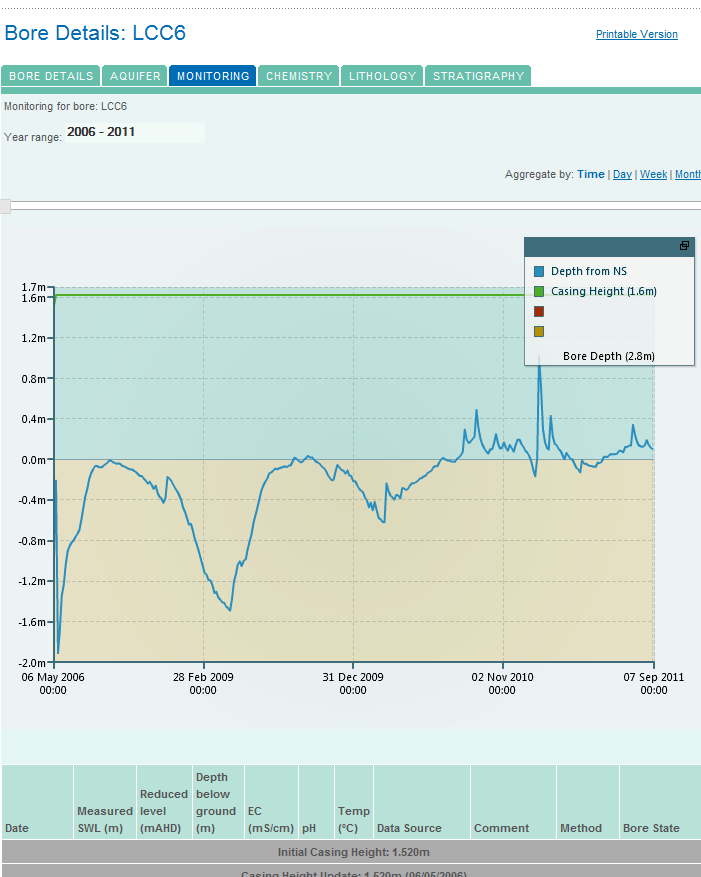 Bore Details: LCC6
Printable Version
BORE DETAILS AQUIFER MONITORING CHEMISTRY LITHOLOGY STRATIGRAPHY
Monitoring for bore: LCC6
Year range: 2006 - 2011
Aggregate by: Time | Day | Week | Month
Depth from NS
Casing Height (1.6m)
Bore Depth (2.8m)
1.7m
1.6m
1.2m
0.8m
0.4m
0.0m
-0.4m
-0.8m
-1.2m
-1.6m
-2.0m
06 May 2006 28 Feb 2009 31 Dec 2009 02 Nov 2010 07 Sep 2011
00:00 00:00 00:00 00:00 00:00
Date
Measured
SWL (m)
Reduced
level
(mAHD)
Depth
below
ground
(m)
EC
(mS/cm)
pH
Temp
(°C)
Data Source
Comment
Method
Bore State
Initial Casing Height: 1.520m
Casing Height Update: 1.520m (06/05/2006)